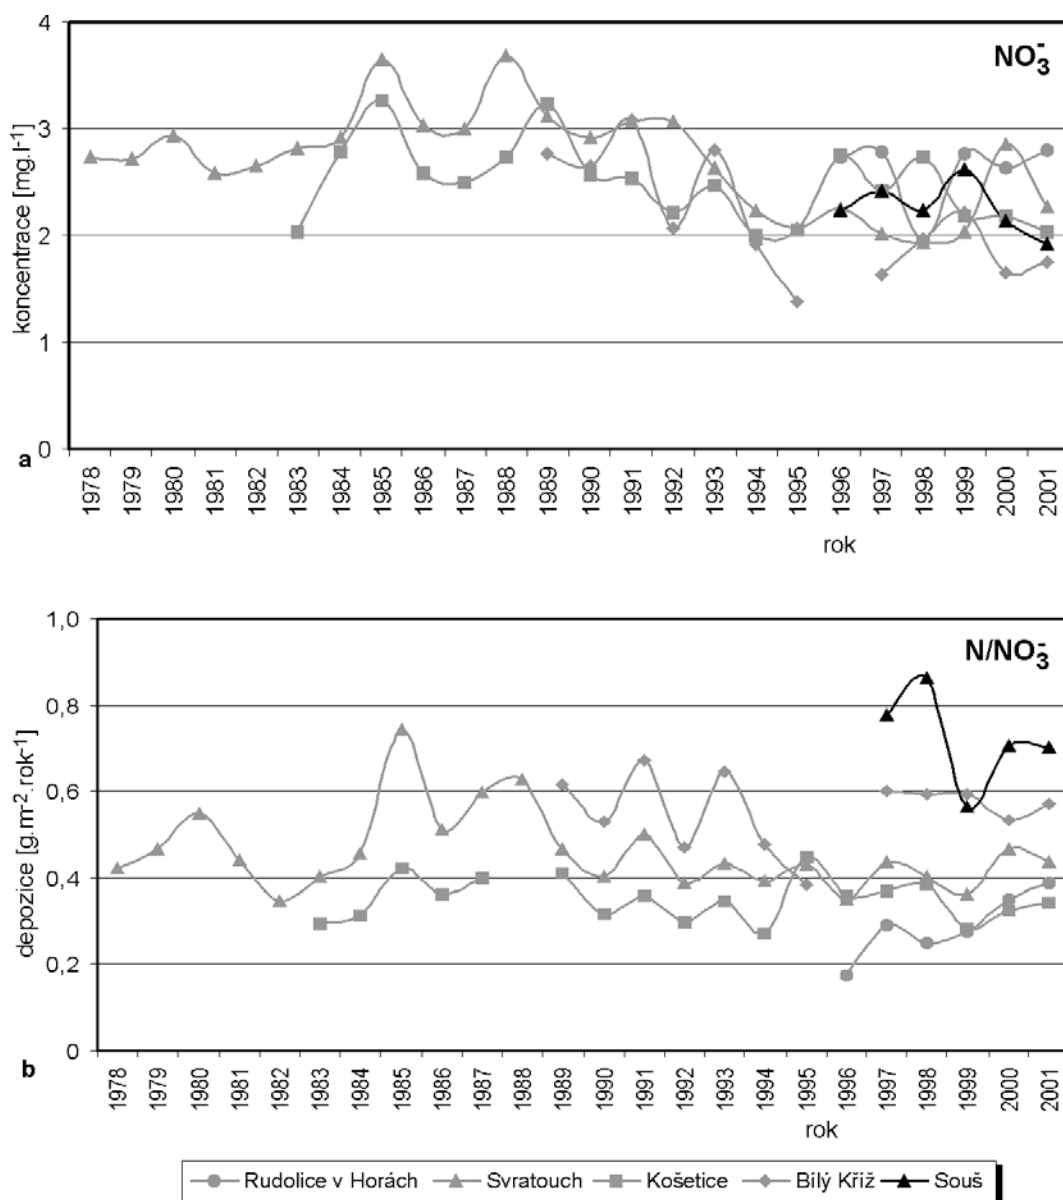 4
3
2
1
0
koncentrace [mg.l⁻¹]
NO₃⁻
a
1978 1979 1980 1981 1982 1983 1984 1985 1986 1987 1988 1989 1990 1991 1992 1993 1994 1995 1996 1997 1998 1999 2000 2001
rok
1,0
0,8
0,6
0,4
0,2
0
depozice [g.m⁻².rok⁻¹]
N/NO₃⁻
b
1978 1979 1980 1981 1982 1983 1984 1985 1986 1987 1988 1989 1990 1991 1992 1993 1994 1995 1996 1997 1998 1999 2000 2001
rok
Rudolice v Horách Svratouch Košetice Bílý Kříž Souš